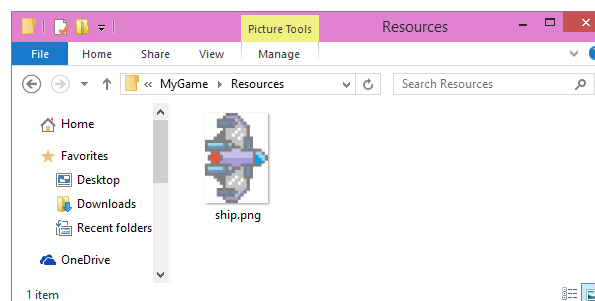 Picture Tools
Resources
File
Home
Share
View
Manage
« MyGame Resources
Search Resources
Home
Favorites
Desktop
Downloads
Recent folders
OneDrive
ship.png
1 item